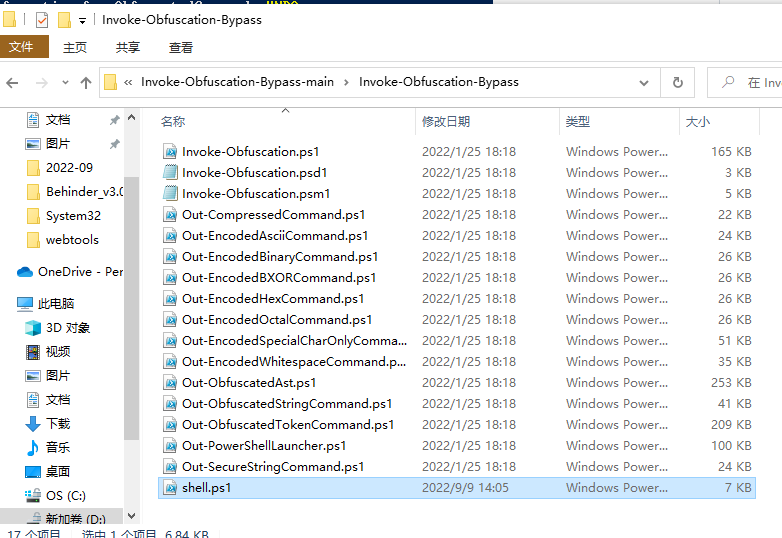 Invoke-Obfuscation-Bypass
文件 主页 共享 查看
« Invoke-Obfuscation-Bypass-main › Invoke-Obfuscation-Bypass 在 Inv
名称 修改日期 类型 大小
文档
图片
2022-09
Behinder_v3.0
System32
webtools
OneDrive - Per
此电脑
3D 对象
视频
图片
文档
下载
音乐
桌面
OS (C:)
新加卷 (D:)
Invoke-Obfuscation.ps1 2022/1/25 18:18 Windows Power... 165 KB
Invoke-Obfuscation.psd1 2022/1/25 18:18 Windows Power... 3 KB
Invoke-Obfuscation.psm1 2022/1/25 18:18 Windows Power... 5 KB
Out-CompressedCommand.ps1 2022/1/25 18:18 Windows Power... 22 KB
Out-EncodedAsciiCommand.ps1 2022/1/25 18:18 Windows Power... 24 KB
Out-EncodedBinaryCommand.ps1 2022/1/25 18:18 Windows Power... 26 KB
Out-EncodedBXORCommand.ps1 2022/1/25 18:18 Windows Power... 26 KB
Out-EncodedHexCommand.ps1 2022/1/25 18:18 Windows Power... 26 KB
Out-EncodedOctalCommand.ps1 2022/1/25 18:18 Windows Power... 26 KB
Out-EncodedSpecialCharOnlyComma... 2022/1/25 18:18 Windows Power... 51 KB
Out-EncodedWhitespaceCommand.p... 2022/1/25 18:18 Windows Power... 35 KB
Out-ObfuscatedAst.ps1 2022/1/25 18:18 Windows Power... 253 KB
Out-ObfuscatedStringCommand.ps1 2022/1/25 18:18 Windows Power... 41 KB
Out-ObfuscatedTokenCommand.ps1 2022/1/25 18:18 Windows Power... 209 KB
Out-PowerShellLauncher.ps1 2022/1/25 18:18 Windows Power... 100 KB
Out-SecureStringCommand.ps1 2022/1/25 18:18 Windows Power... 24 KB
shell.ps1 2022/9/9 14:05 Windows Power... 7 KB
17 个项目 选中 1 个项目 6.84 KB